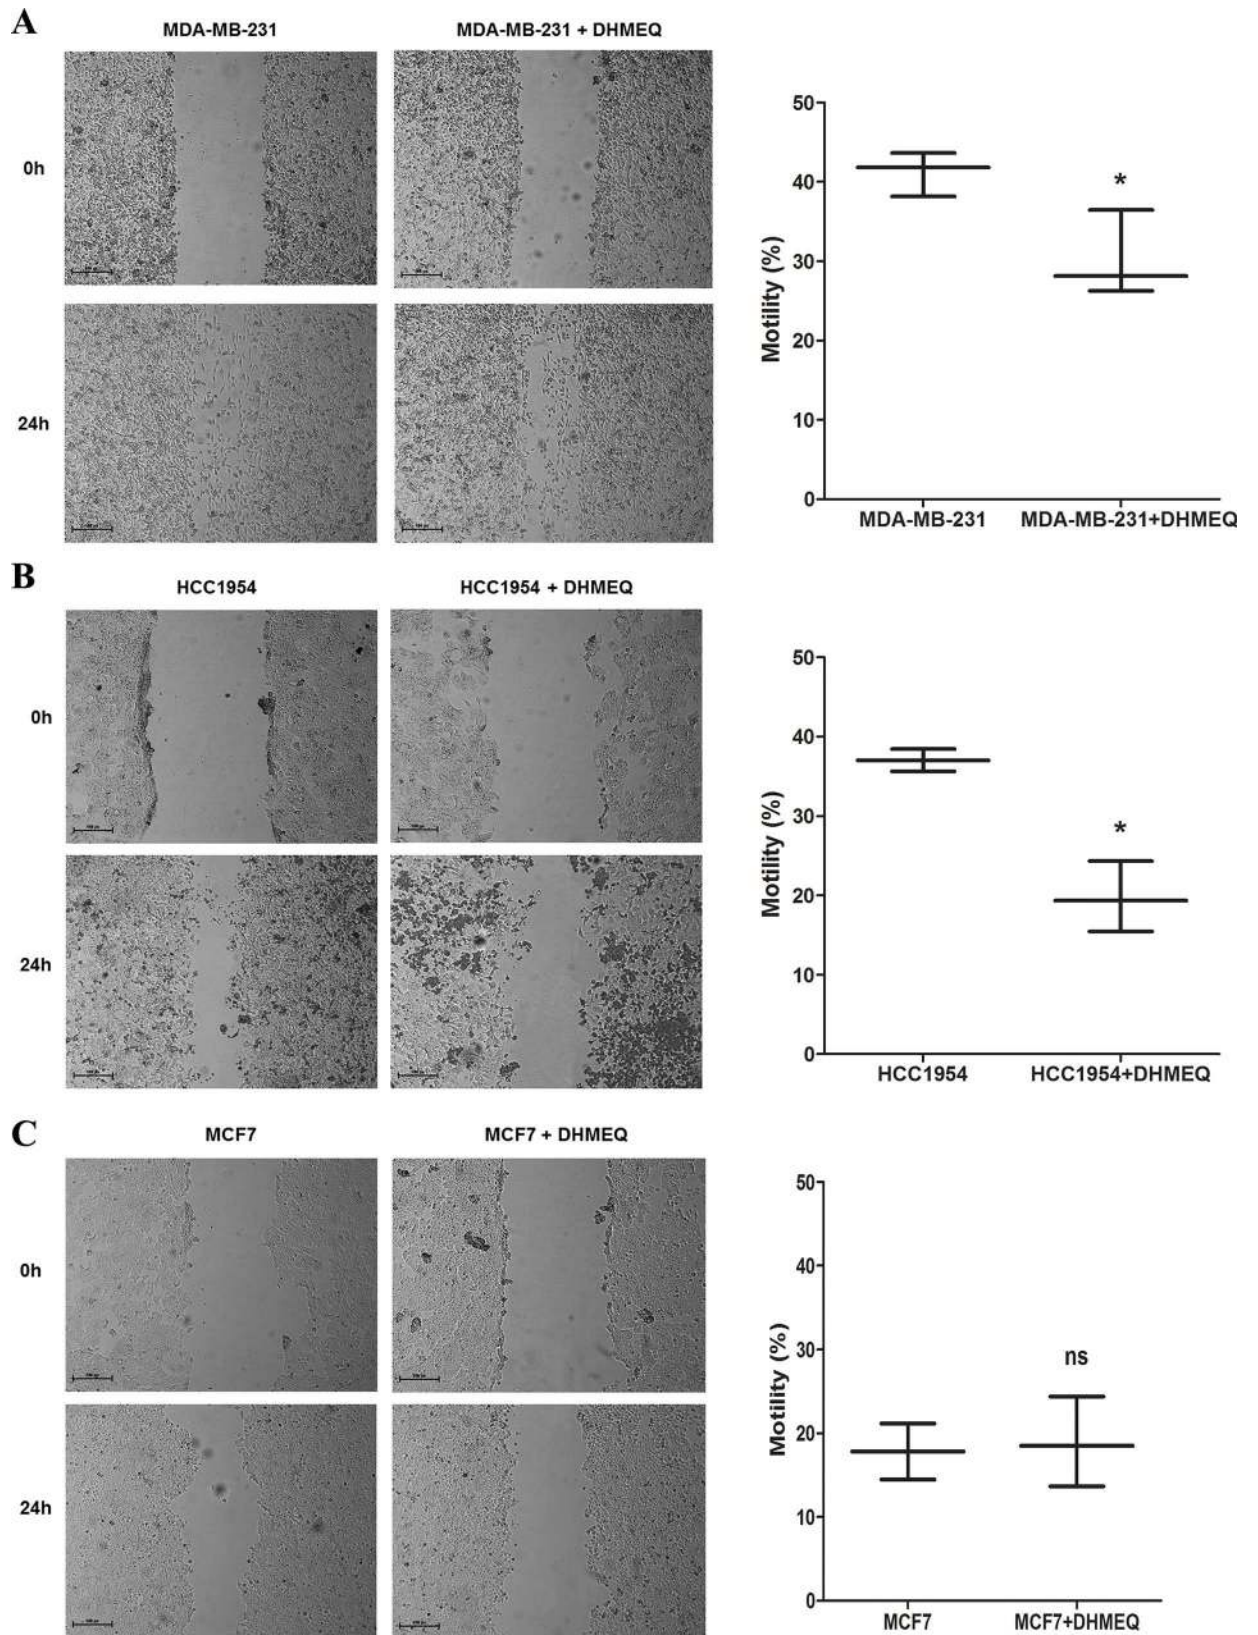 A
MDA-MB-231
MDA-MB-231 + DHMEQ
0h
24h
Motility (%)
50
40
30
20
10
0
*
MDA-MB-231
MDA-MB-231+DHMEQ
B
HCC1954
HCC1954 + DHMEQ
0h
24h
Motility (%)
50
40
30
20
10
0
*
HCC1954
HCC1954+DHMEQ
C
MCF7
MCF7 + DHMEQ
0h
24h
Motility (%)
50
40
30
20
10
0
ns
MCF7
MCF7+DHMEQ